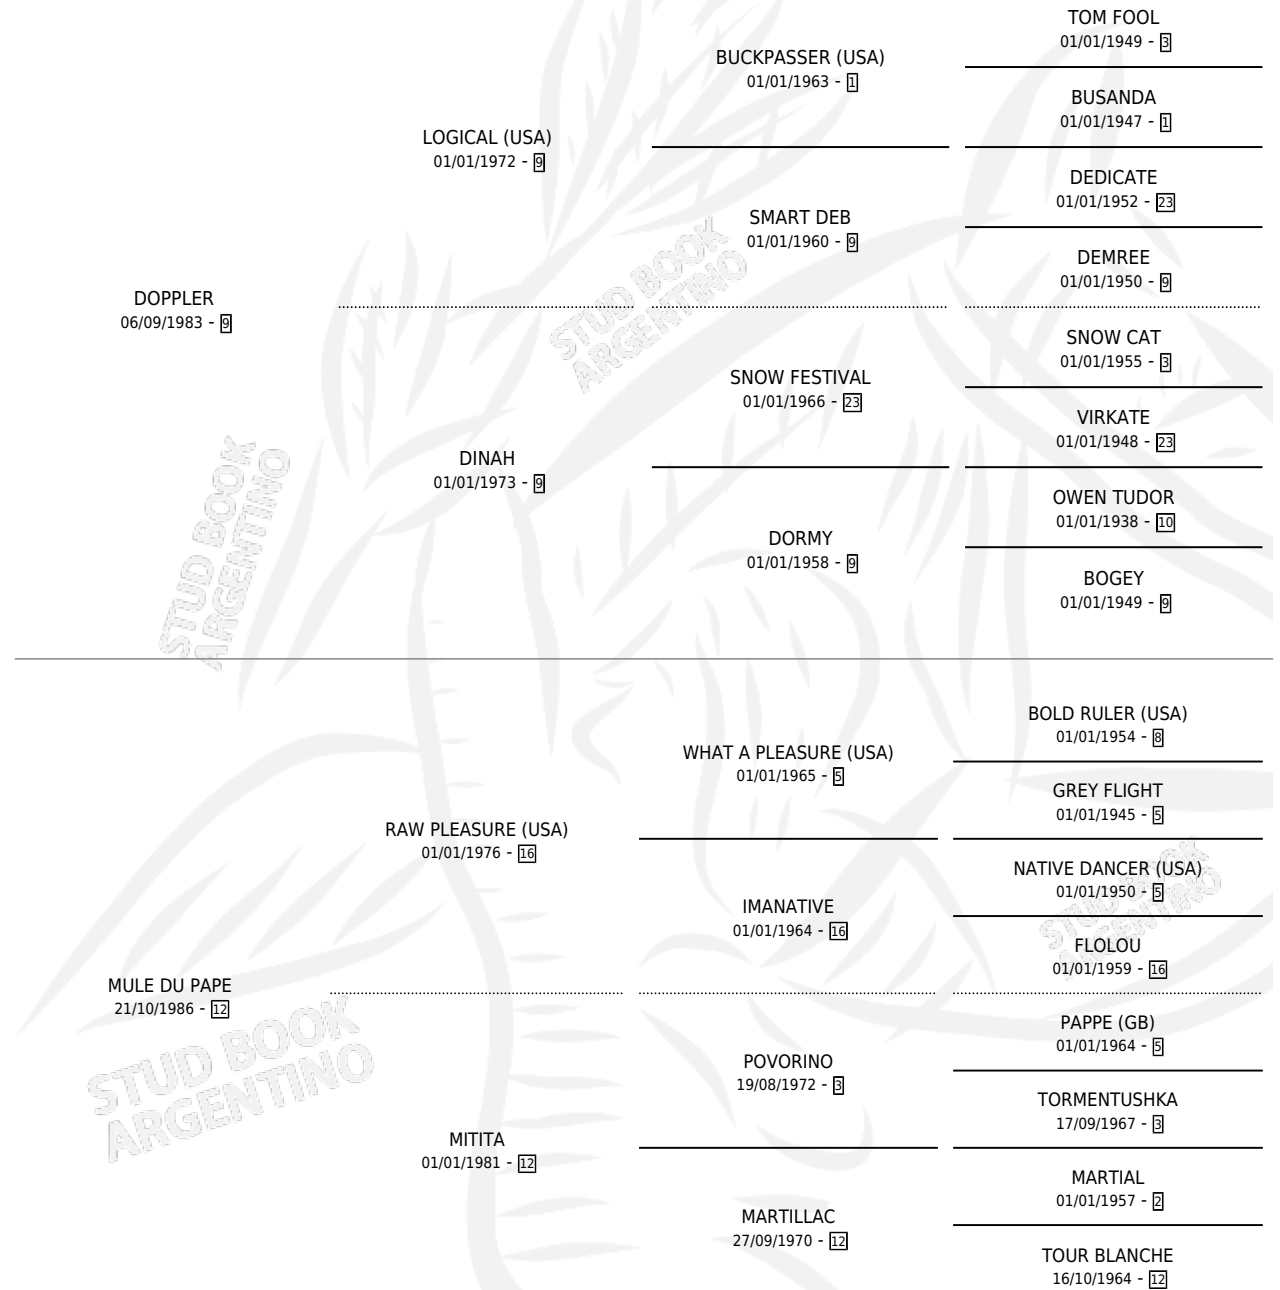 TOM FOOL
01/01/1949 - 3
BUCKPASSER (USA)
01/01/1963 - 1
BUSANDA
01/01/1947 - 1
LOGICAL (USA)
01/01/1972 - 9
DEDICATE
01/01/1952 - 23
SMART DEB
01/01/1960 - 9
DEMREE
01/01/1950 - 9
DOPPLER
06/09/1983 - 9
SNOW CAT
01/01/1955 - 3
SNOW FESTIVAL
01/01/1966 - 23
VIRKATE
01/01/1948 - 23
DINAH
01/01/1973 - 9
OWEN TUDOR
01/01/1938 - 10
DORMY
01/01/1958 - 9
BOGEY
01/01/1949 - 9
BOLD RULER (USA)
01/01/1954 - 8
WHAT A PLEASURE (USA)
01/01/1965 - 5
GREY FLIGHT
01/01/1945 - 5
RAW PLEASURE (USA)
01/01/1976 - 16
NATIVE DANCER (USA)
01/01/1950 - 5
IMANATIVE
01/01/1964 - 16
FLOLOU
01/01/1959 - 16
MULE DU PAPE
21/10/1986 - 12
PAPPE (GB)
01/01/1964 - 5
POVORINO
19/08/1972 - 3
TORMENTUSHKA
17/09/1967 - 3
MITITA
01/01/1981 - 12
MARTIAL
01/01/1957 - 2
MARTILLAC
27/09/1970 - 12
TOUR BLANCHE
16/10/1964 - 12
STUD BOOK
ARGENTINO
STUD BOOK
ARGENTINO
STUD BOOK
ARGENTINO
STUD BOOK
ARGENTINO